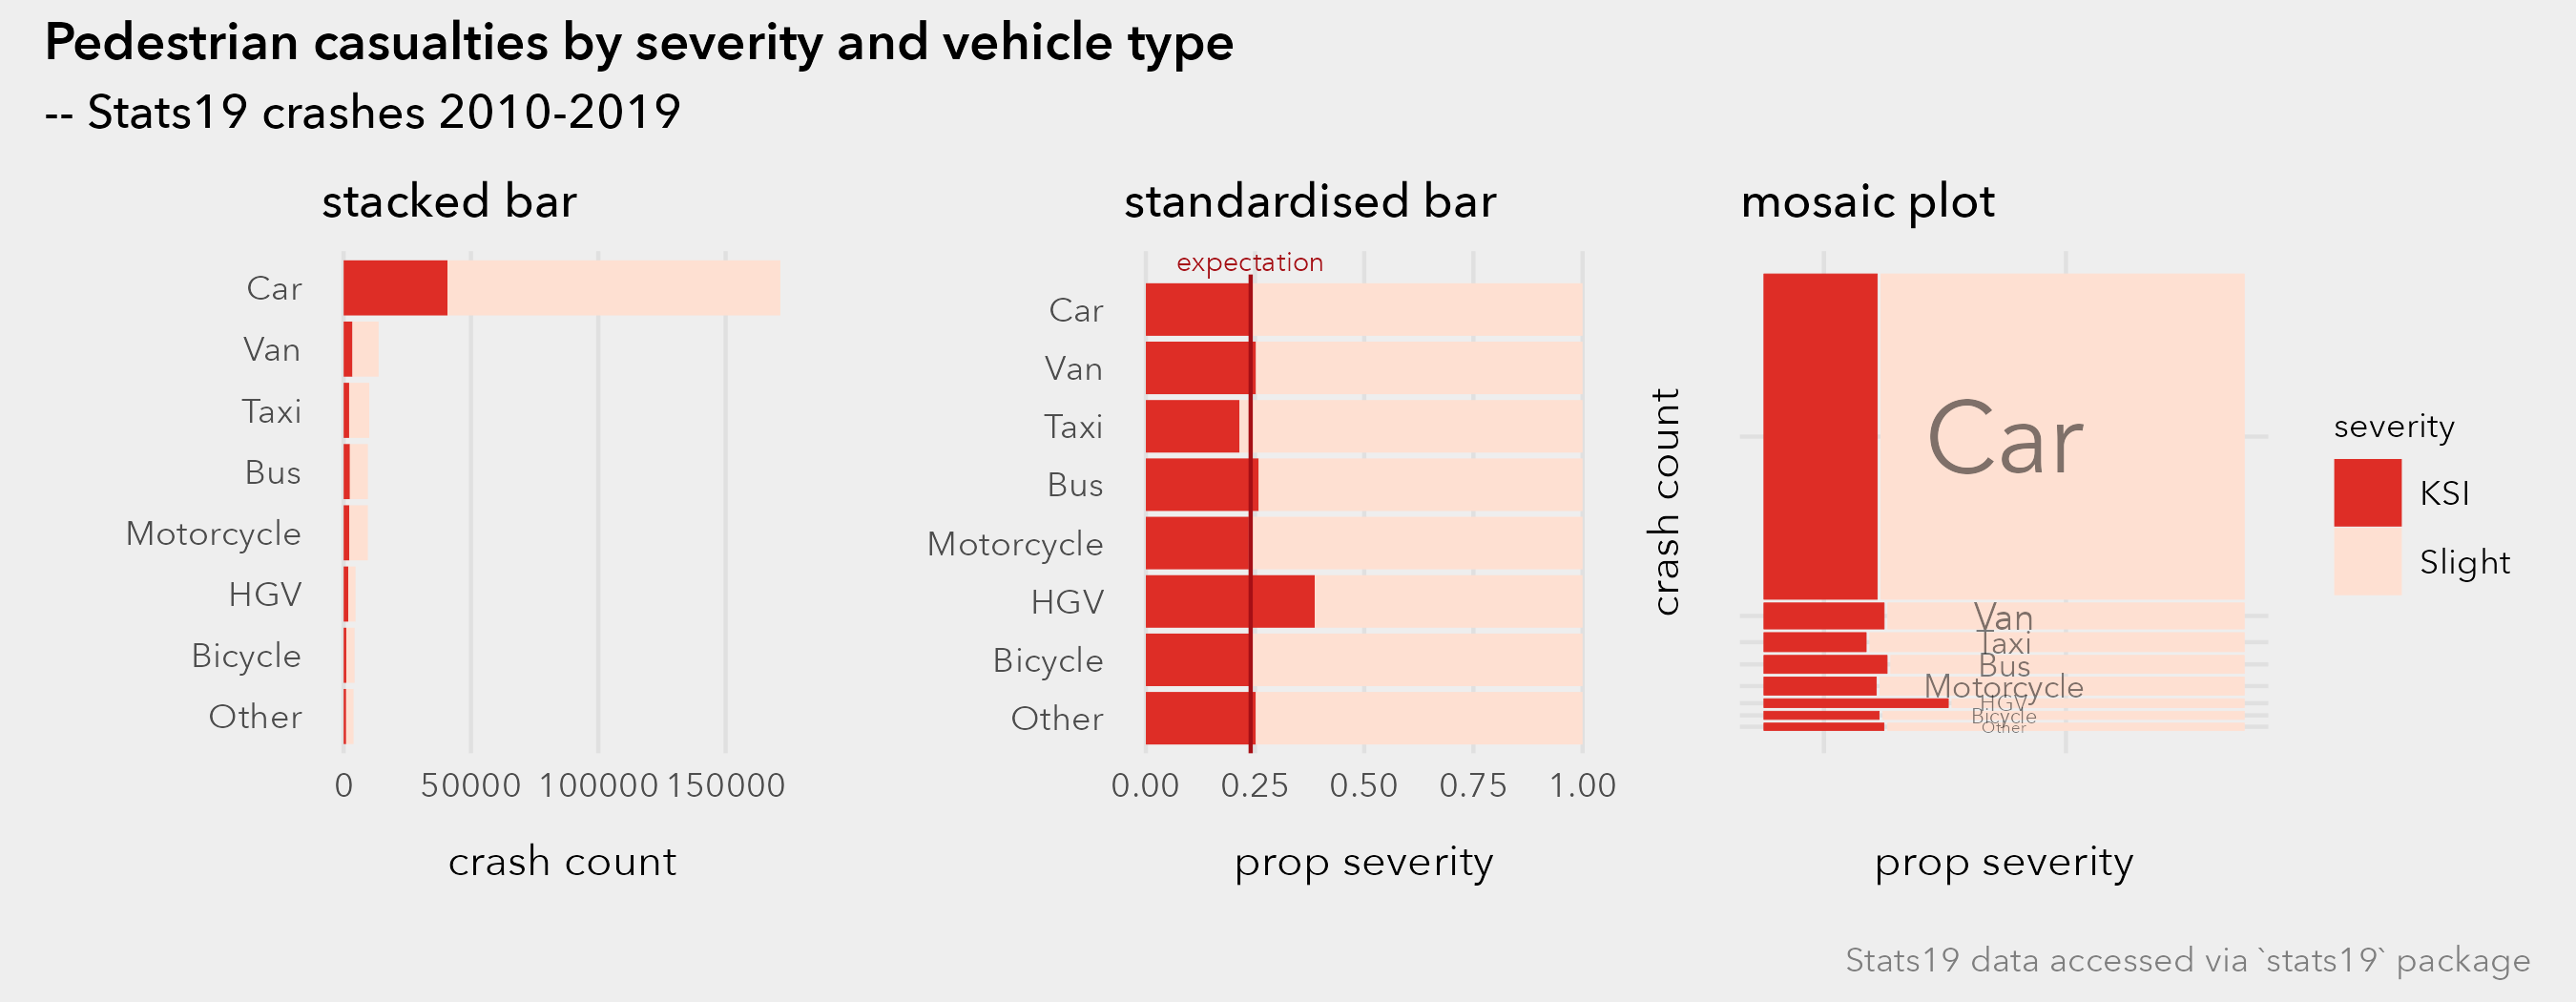 Pedestrian casualties by severity and vehicle type
-- Stats19 crashes 2010-2019
stacked bar
Car
Van
Taxi
Bus
Motorcycle
HGV
Bicycle
Other
0 50000 100000 150000
crash count
standardised bar
expectation
Car
Van
Taxi
Bus
Motorcycle
HGV
Bicycle
Other
0.00 0.25 0.50 0.75 1.00
prop severity
mosaic plot
crash count
Car
Van
Taxi
Bus
Motorcycle
HGV
Bicycle
Other
prop severity
severity
KSI
Slight
Stats19 data accessed via `stats19` package